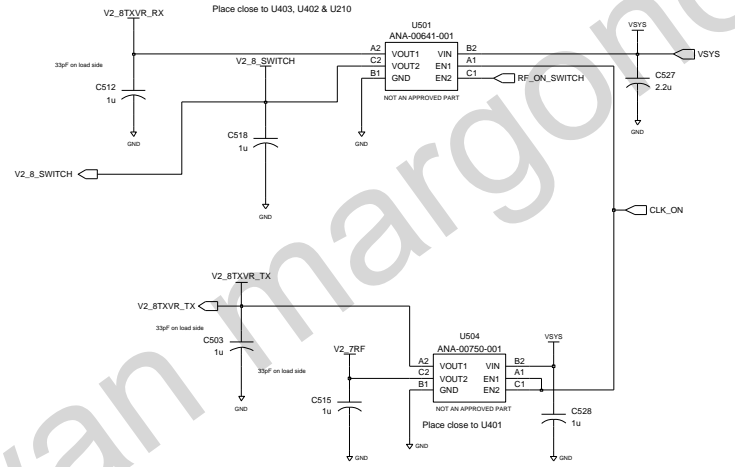 Place close to U403, U402 & U210
V2_8TXVR_RX
U501
ANA-00641-001
VSYS
A2 VOUT1 VIN B2
VSYS
C2 VOUT2 EN1 A1
B1 GND EN2 C1
RF_ON_SWITCH
NOT AN APPROVED PART
33pF on load side
V2_8_SWITCH
C512
1u
C527
2.2u
GND
GND
GND
C518
1u
V2_8_SWITCH
GND
CLK_ON
V2_8TXVR_TX
V2_8TXVR_TX
33pF on load side
C503
1u
33pF on load side
GND
V2_7RF
U504
ANA-00750-001
VSYS
A2 VOUT1 VIN B2
C2 VOUT2 EN1 A1
B1 GND EN2 C1
NOT AN APPROVED PART
Place close to U401
C515
1u
C528
1u
GND
GND
GND